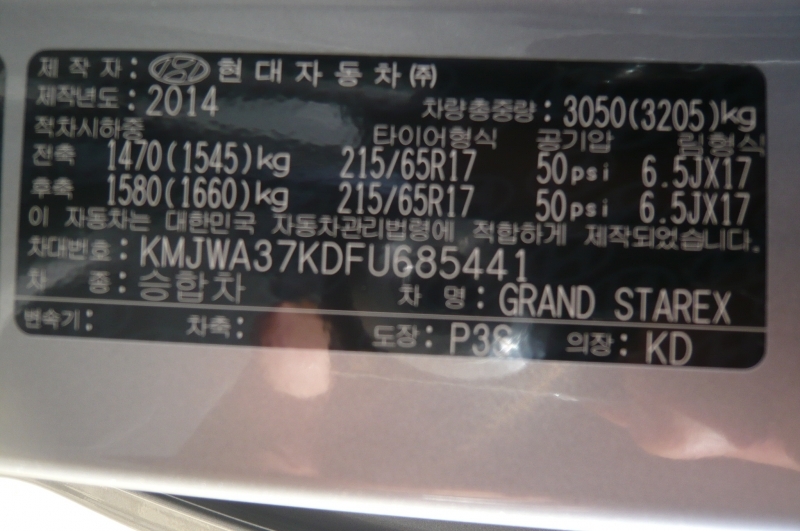 제작자: 현대자동차(주)
제작년도: 2014 차량총중량: 3050(3205)kg
적차시하중 타이어형식 공기압 림형식
전축 1470(1545)kg 215/65R17 50psi 6.5JX17
후축 1580(1660)kg 215/65R17 50psi 6.5JX17
이 자동차는 대한민국 자동차관리법령에 적합하게 제작되었습니다.
차대번호: KMJWA37KDFU685441
차 종: 승합차 차 명: GRAND STAREX
변속기: 차축: 도장: P3S 의장: KD